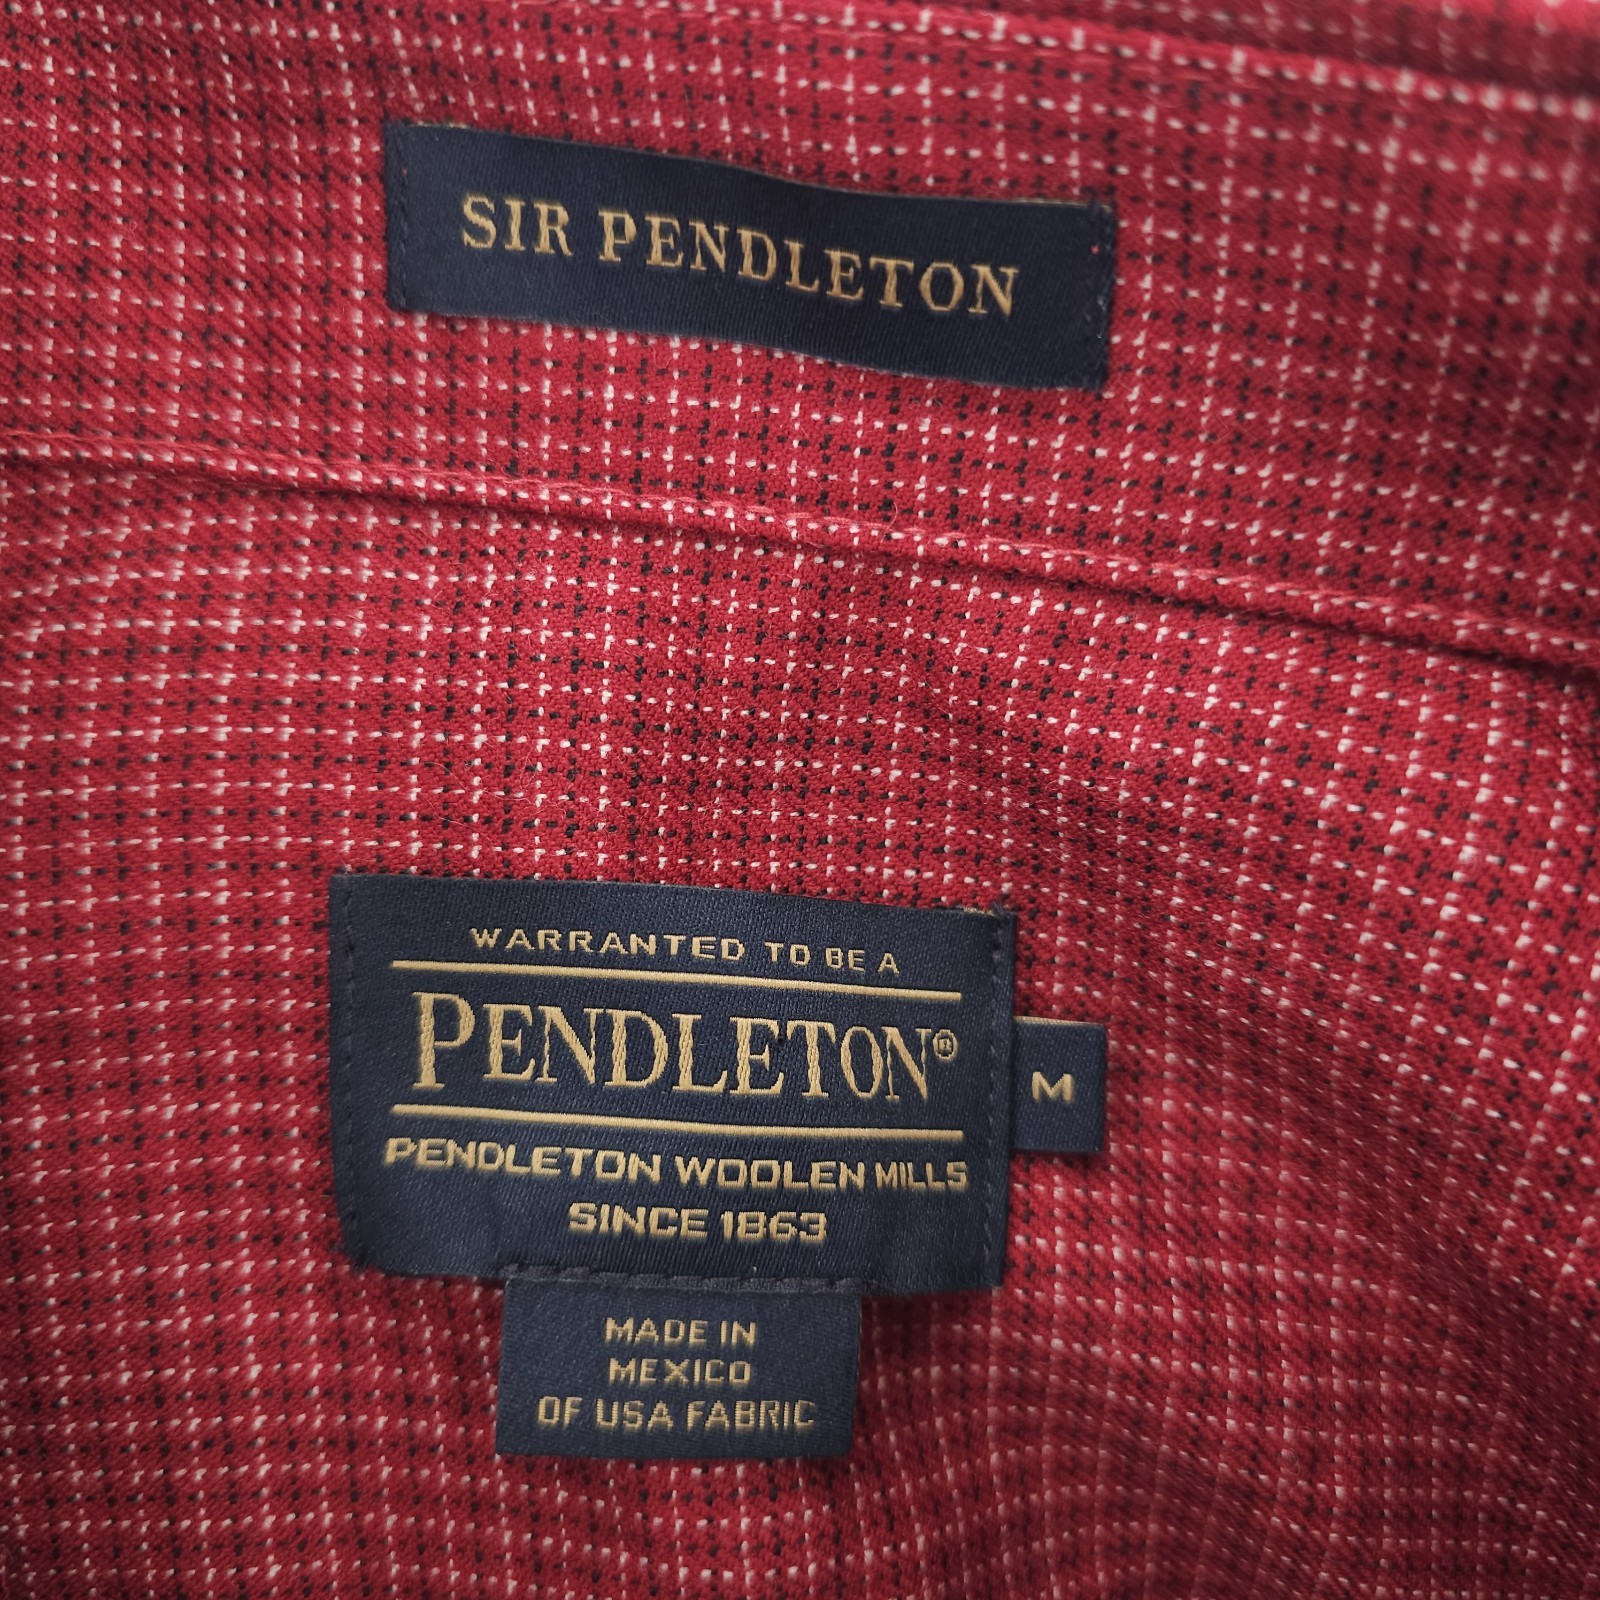 SIR PENDLETON
WARRANTED TO BE A
PENDLETON®
M
PENDLETON WOOLEN MILLS
SINCE 1863
MADE IN
MEXICO
OF USA FABRIC